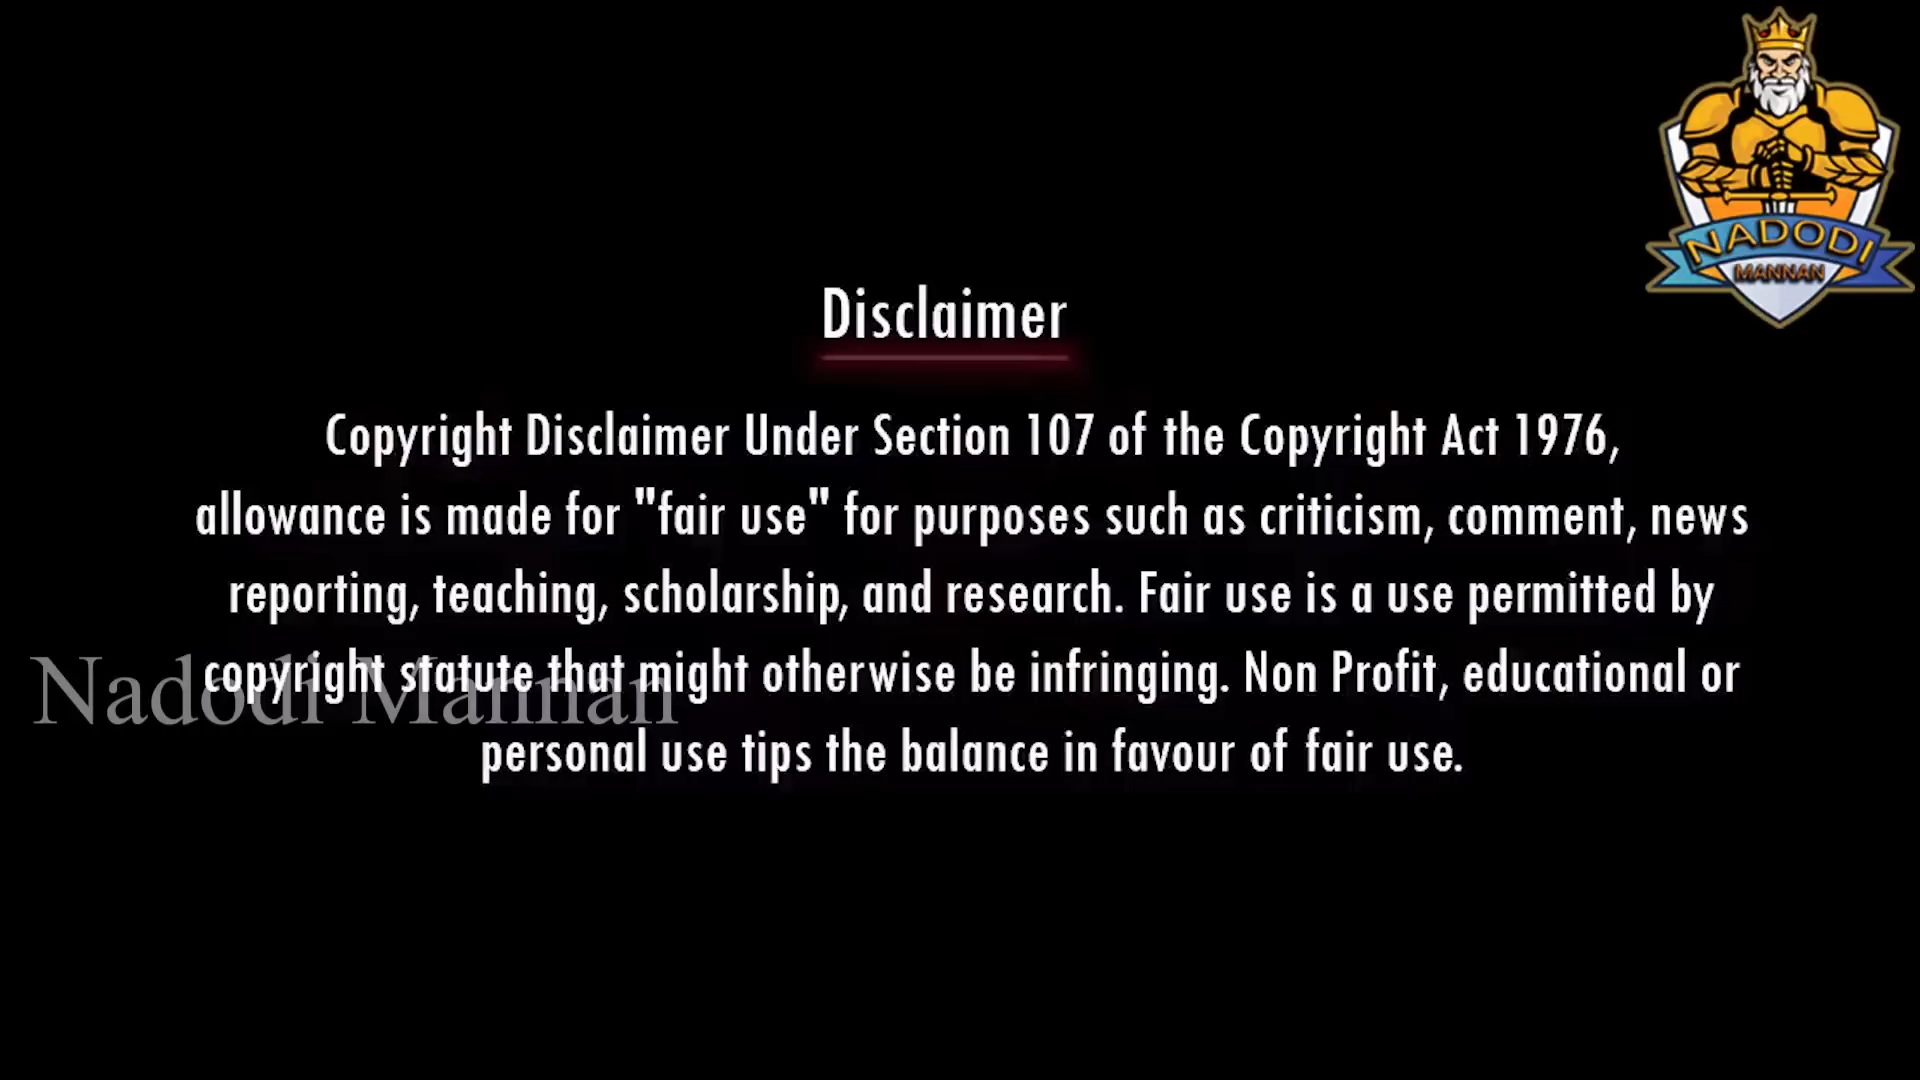 NADODI
MANNAN
Disclaimer
Copyright Disclaimer Under Section 107 of the Copyright Act 1976,
allowance is made for "fair use" for purposes such as criticism, comment, news
reporting, teaching, scholarship, and research. Fair use is a use permitted by
copyright statute that might otherwise be infringing. Non Profit, educational or
Nadodi Mannan
personal use tips the balance in favour of fair use.